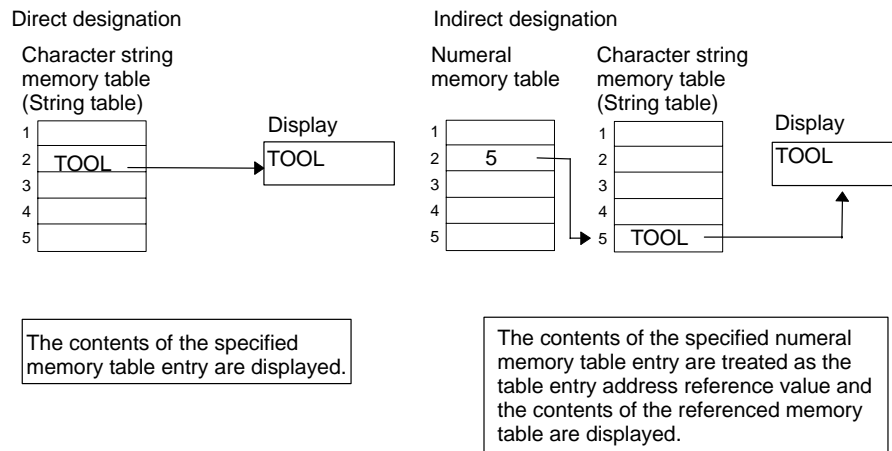 Direct designation
Character string
memory table
(String table)
1
2
3
4
5
TOOL
Display
TOOL
The contents of the specified
memory table entry are displayed.
Indirect designation
Numeral
memory table
1
2
3
4
5
5
Character string
memory table
(String table)
1
2
3
4
5
TOOL
Display
TOOL
The contents of the specified numeral
memory table entry are treated as the
table entry address reference value and
the contents of the referenced memory
table are displayed.